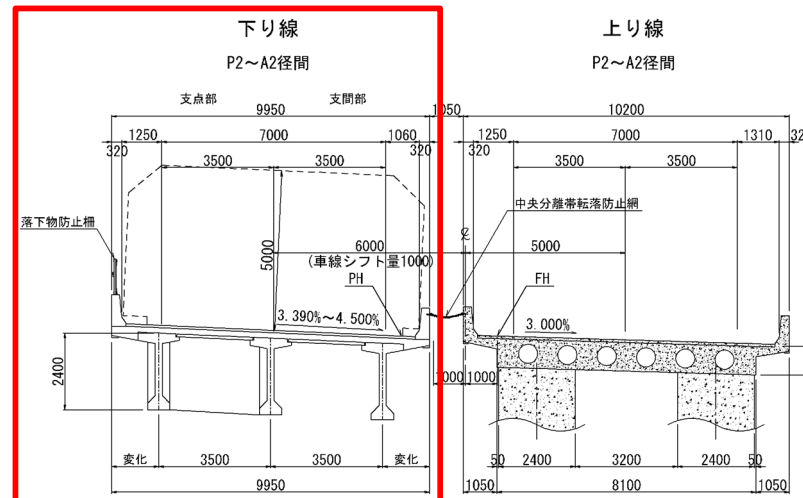 下り線
上り線
P2～A2径間
P2～A2径間
支点部
支間部
9950
1050
10200
1250
7000
1060
1250
7000
1310
320
320
320
3500
3500
3500
3500
落下物防止柵
中央分離帯転落防止網
5000
6000
(車線シフト量1000)
5000
PH
FH
3.390%～4.500%
3.000%
2400
1000
1000
変化
3500
3500
変化
50
2400
3200
2400
50
9950
1050
8100
1050